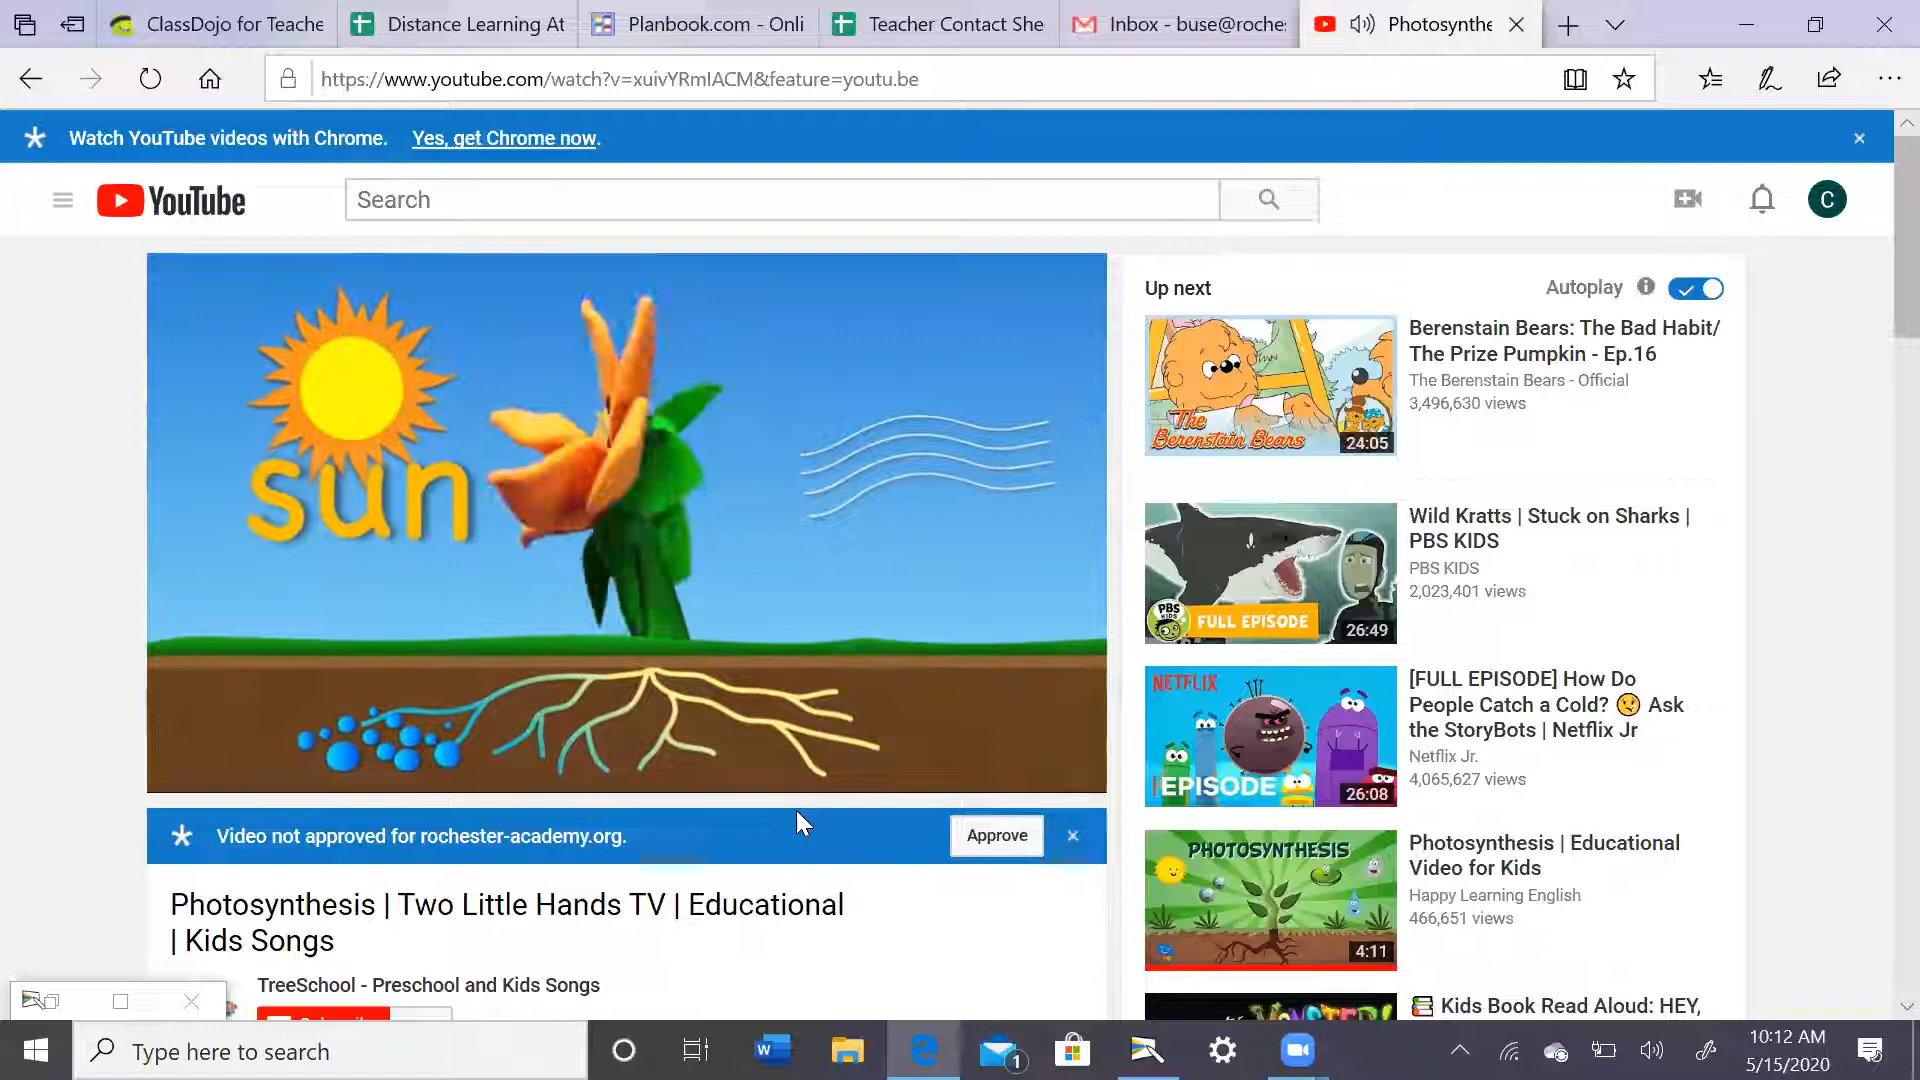 ClassDojo for Teache
Distance Learning At
Planbook.com - Onli
Teacher Contact She
Inbox - buse@roche
Photosynthe
https://www.youtube.com/watch?v=xuivYRmIACM&feature=youtu.be
Watch YouTube videos with Chrome. Yes, get Chrome now.
YouTube
Search
C
sun
Video not approved for rochester-academy.org.
Approve
Photosynthesis | Two Little Hands TV | Educational
| Kids Songs
TreeSchool - Preschool and Kids Songs
Up next
Autoplay
The
Berenstain Bears
24:05
Berenstain Bears: The Bad Habit/
The Prize Pumpkin - Ep.16
The Berenstain Bears - Official
3,496,630 views
PBS
KIDS
FULL EPISODE
26:49
Wild Kratts | Stuck on Sharks |
PBS KIDS
PBS KIDS
2,023,401 views
NETFLIX
EPISODE
26:08
[FULL EPISODE] How Do
People Catch a Cold? 🤒 Ask
the StoryBots | Netflix Jr
Netflix Jr.
4,065,627 views
PHOTOSYNTHESIS
4:11
Photosynthesis | Educational
Video for Kids
Happy Learning English
466,651 views
📚 Kids Book Read Aloud: HEY,
Type here to search
1
10:12 AM
5/15/2020